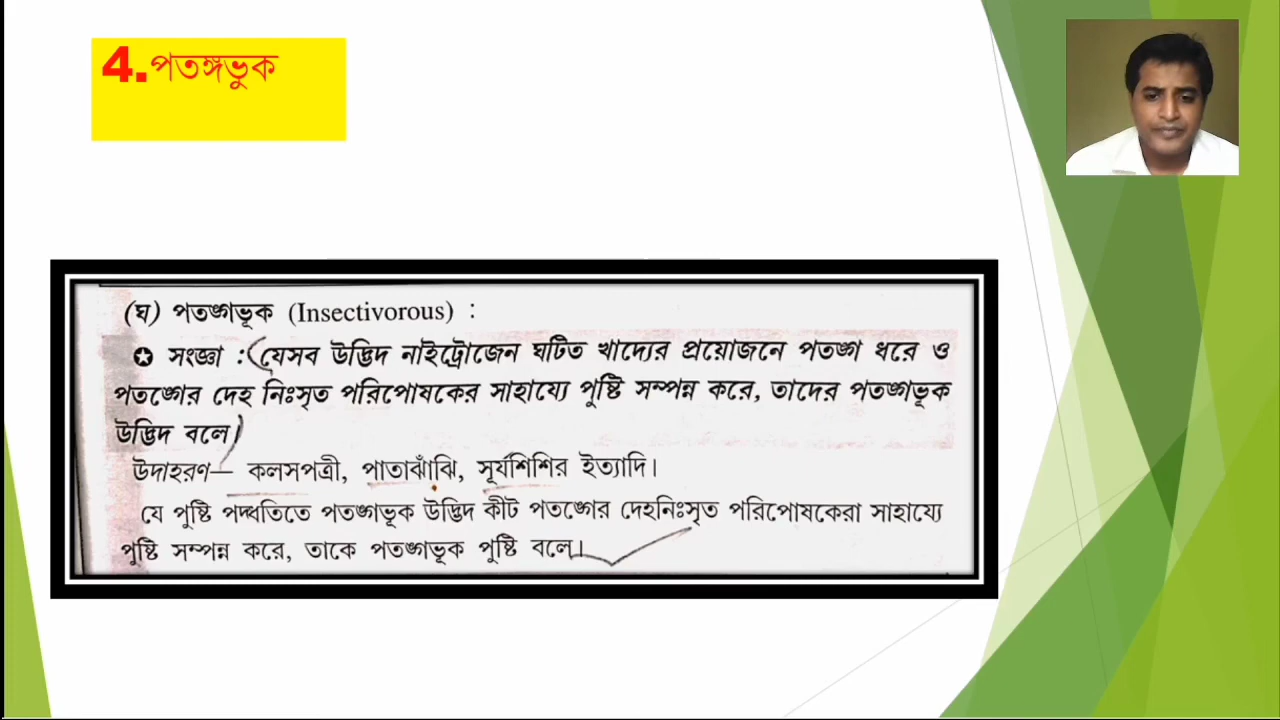 4.পতঙ্গভুক
(ঘ) পতঙ্গভূক (Insectivorous) :
✪ সংজ্ঞা : (যেসব উদ্ভিদ নাইট্রোজেন ঘটিত খাদ্যের প্রয়োজনে পতঙ্গ ধরে ও
পতঙ্গের দেহ নিঃসৃত পরিপোষকের সাহায্যে পুষ্টি সম্পন্ন করে, তাদের পতঙ্গভূক
উদ্ভিদ বলে)
উদাহরণ— কলসপত্রী, পাতাঝাঁঝি, সূর্যশিশির ইত্যাদি।
যে পুষ্টি পদ্ধতিতে পতঙ্গভূক উদ্ভিদ কীট পতঙ্গের দেহনিঃসৃত পরিপোষকেরা সাহায্যে
পুষ্টি সম্পন্ন করে, তাকে পতঙ্গভূক পুষ্টি বলে।